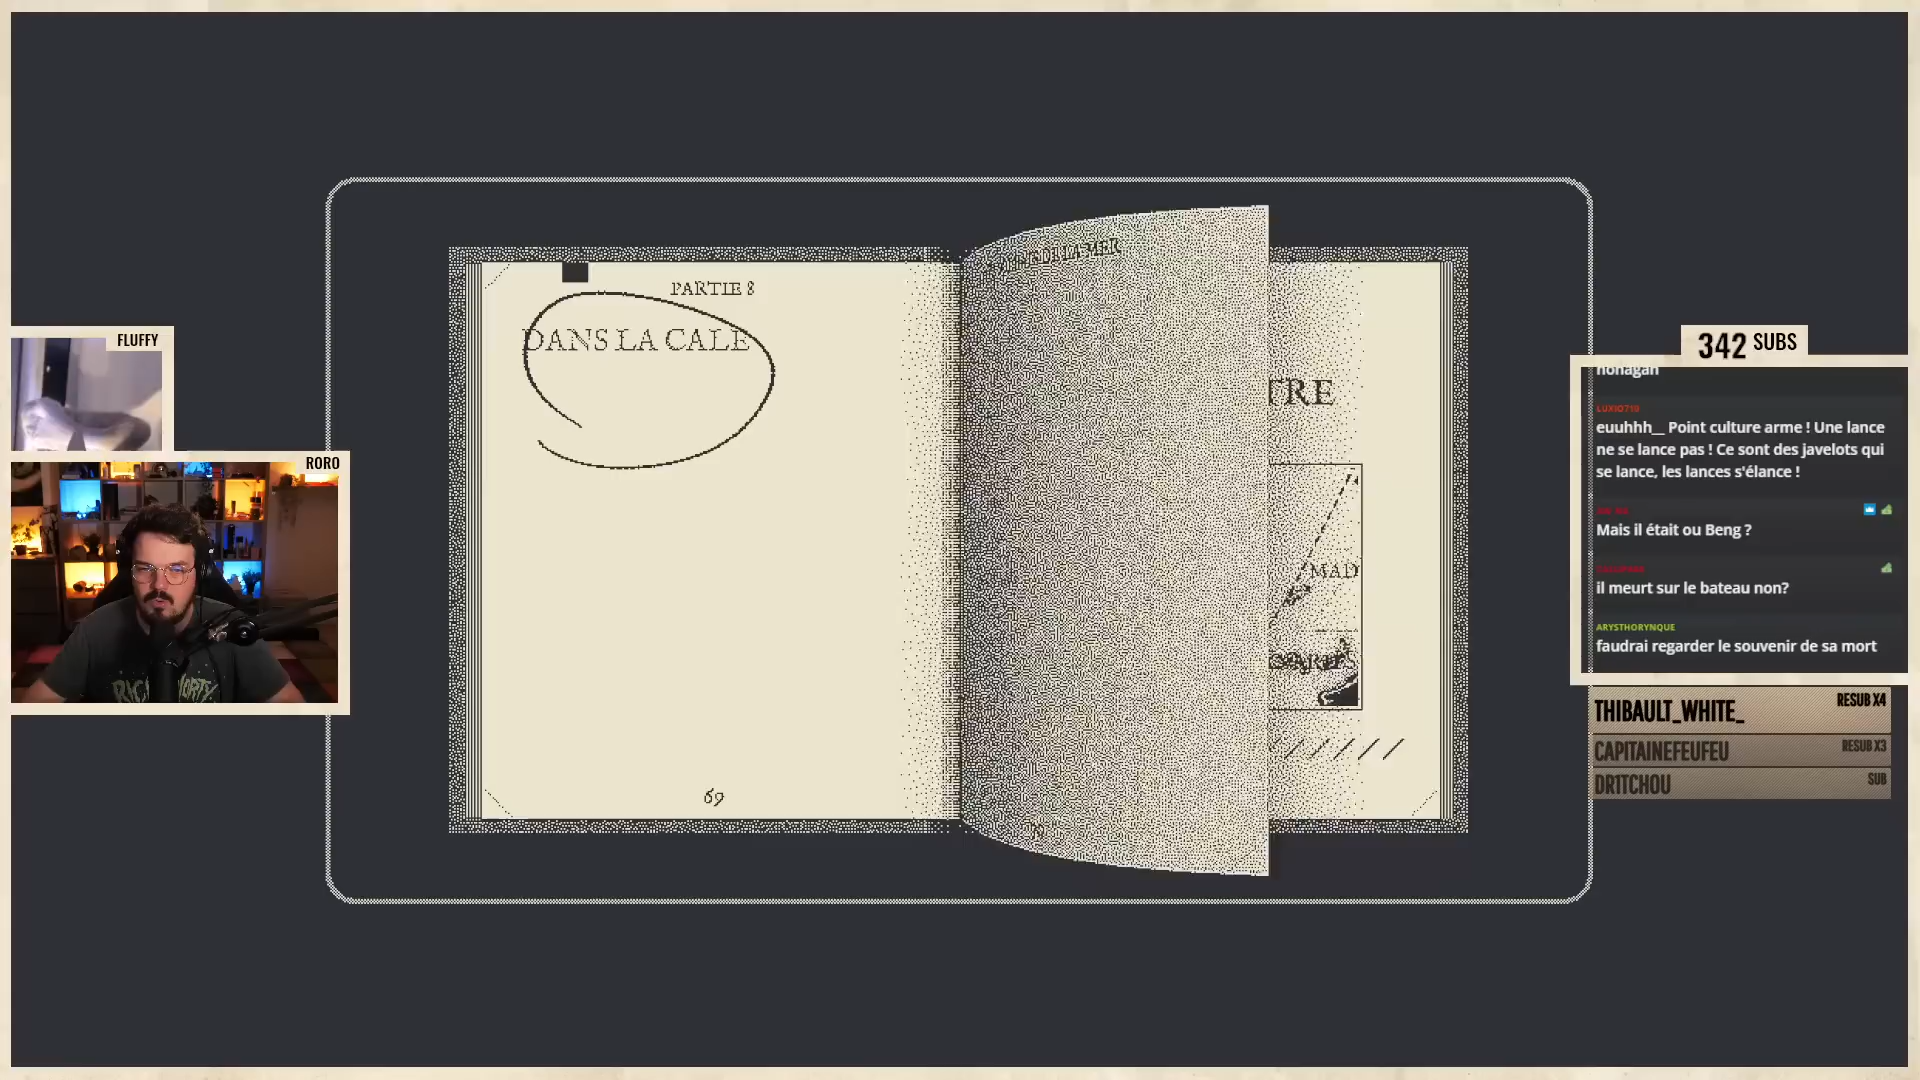 FLUFFY
RORO
PARTIE 8
DANS LA CALE
69
TRE
MAD
342 SUBS
nonagan
LUXIO710
euuhhh__ Point culture arme ! Une lance
ne se lance pas ! Ce sont des javelots qui
se lance, les lances s'élance !
Mais il était ou Beng ?
il meurt sur le bateau non?
ARYSTHORYNQUE
faudrai regarder le souvenir de sa mort
THIBAULT_WHITE_ RESUB X4
CAPITAINEFEUFEU RESUB X3
DR1TCHOU SUB